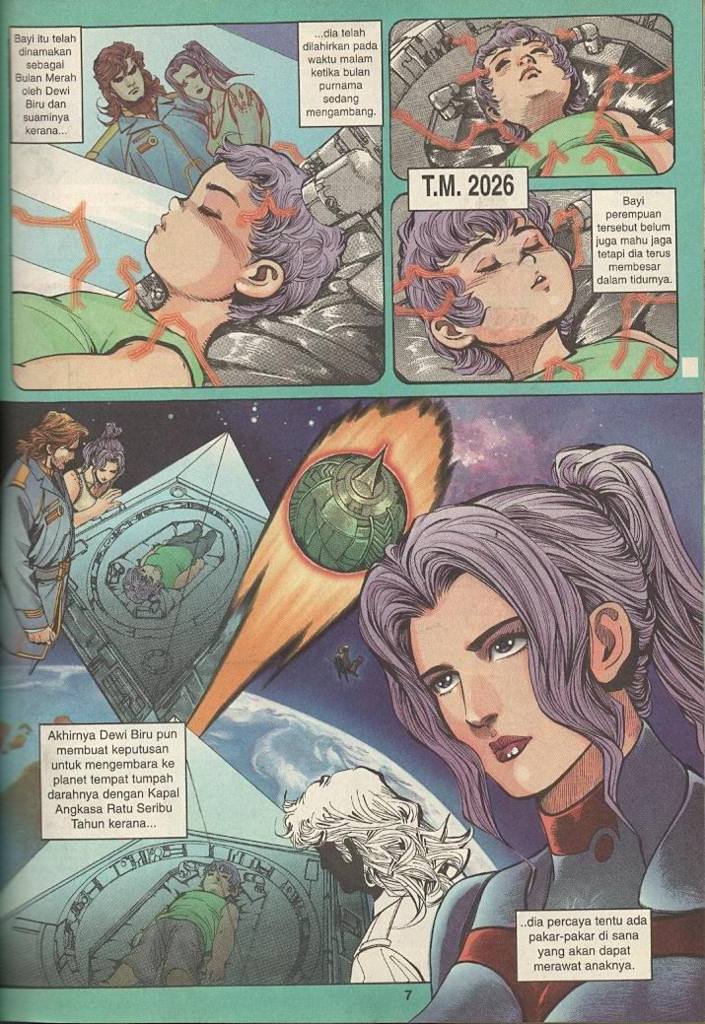 Bayi itu telah
dinamakan
sebagai
Bulan Merah
oleh Dewi
Biru dan
suaminya
kerana...
...dia telah
dilahirkan pada
waktu malam
ketika bulan
purnama
sedang
mengambang.
T.M. 2026
Bayi
perempuan
tersebut belum
juga mahu jaga
tetapi dia terus
membesar
dalam tidurnya.
Akhirnya Dewi Biru pun
membuat keputusan
untuk mengembara ke
planet tempat tumpah
darahnya dengan Kapal
Angkasa Ratu Seribu
Tahun kerana...
..dia percaya tentu ada
pakar-pakar di sana
yang akan dapat
merawat anaknya.
7